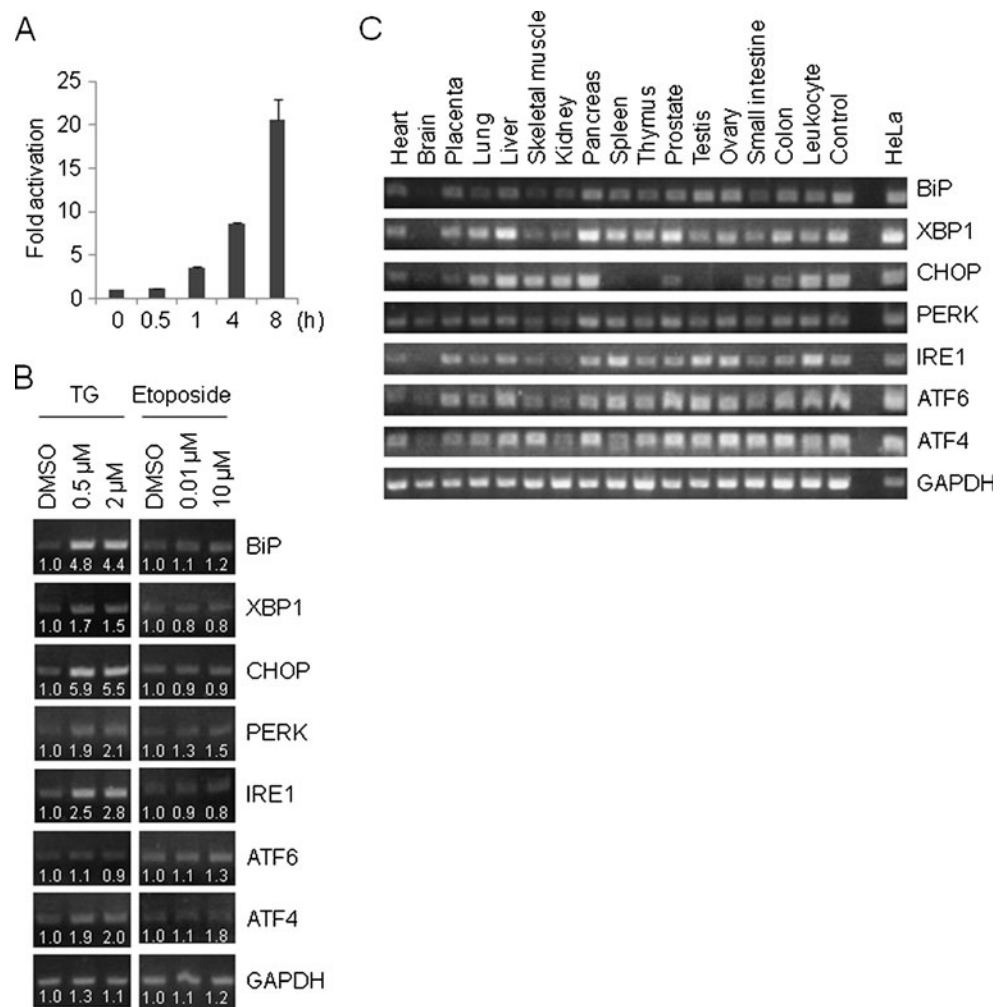 A
Fold activation
25
20
15
10
5
0
0 0.5 1 4 8 (h)
B
TG Etoposide
DMSO 0.5 µM 2 µM DMSO 0.01 µM 10 µM
1.0 4.8 4.4 1.0 1.1 1.2 BiP
1.0 1.7 1.5 1.0 0.8 0.8 XBP1
1.0 5.9 5.5 1.0 0.9 0.9 CHOP
1.0 1.9 2.1 1.0 1.3 1.5 PERK
1.0 2.5 2.8 1.0 0.9 0.8 IRE1
1.0 1.1 0.9 1.0 1.1 1.3 ATF6
1.0 1.9 2.0 1.0 1.1 1.8 ATF4
1.0 1.3 1.1 1.0 1.1 1.2 GAPDH
C
Heart Brain Placenta Lung Liver Skeletal muscle Kidney Pancreas Spleen Thymus Prostate Testis Ovary Small intestine Colon Leukocyte Control HeLa
BiP
XBP1
CHOP
PERK
IRE1
ATF6
ATF4
GAPDH